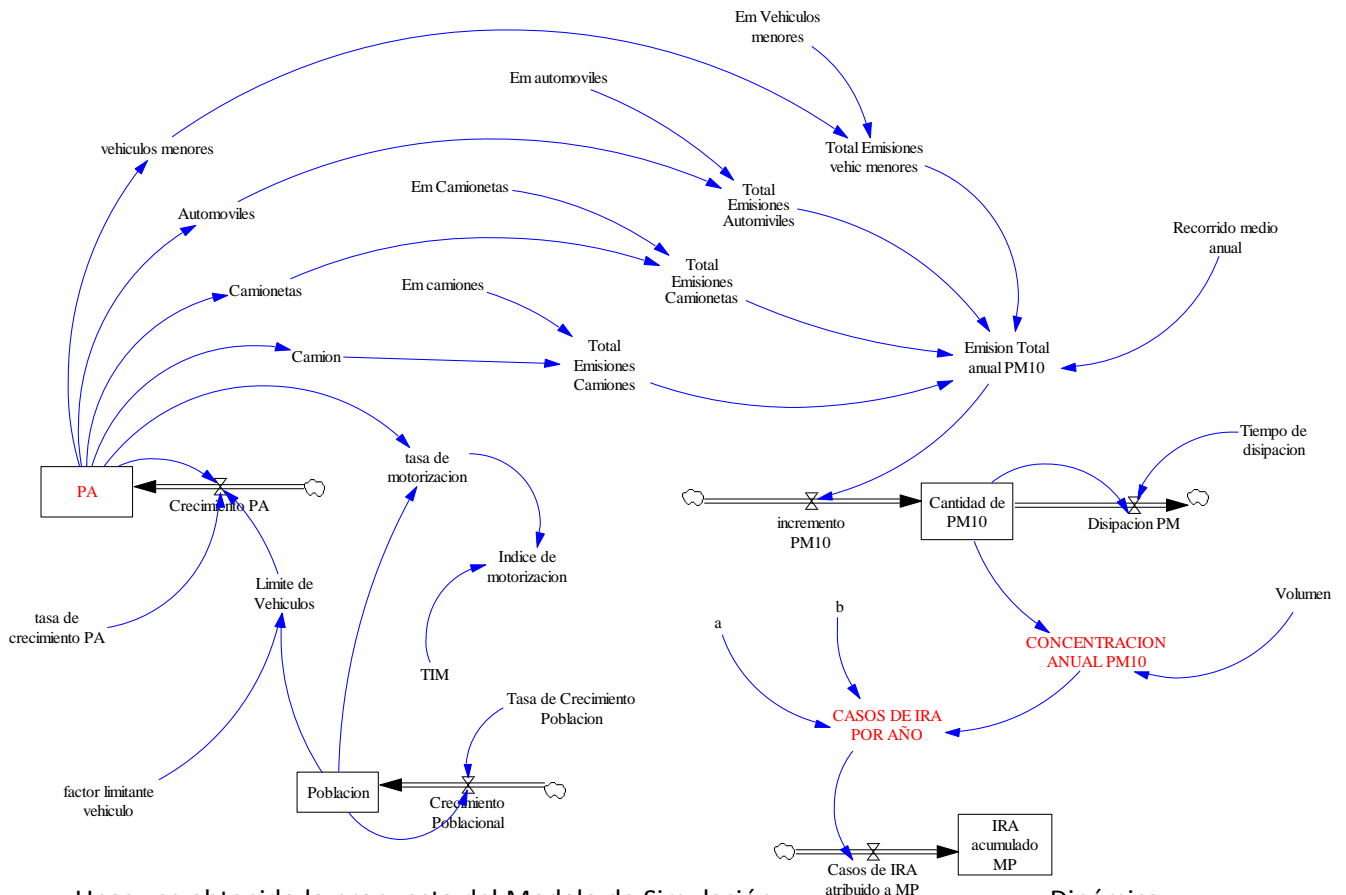 Em Vehiculos
menores
Em automoviles
vehiculos menores
Total Emisiones
vehic menores
Em Camionetas
Total
Emisiones
Automiviles
Automoviles
Recorrido medio
anual
Total
Emisiones
Camionetas
Camionetas
Em camiones
Camion
Total
Emisiones
Camiones
Emision Total
anual PM10
tasa de
motorizacion
Tiempo de
disipacion
PA
Crecimiento PA
incremento
PM10
Cantidad de
PM10
Disipacion PM
Indice de
motorizacion
Limite de
Vehiculos
tasa de
crecimiento PA
TIM
a
b
Volumen
CONCENTRACION
ANUAL PM10
CASOS DE IRA
POR AÑO
Tasa de Crecimiento
Poblacion
factor limitante
vehiculo
Poblacion
Crecimiento
Poblacional
IRA
acumulado
MP
Casos de IRA
atribuido a MP